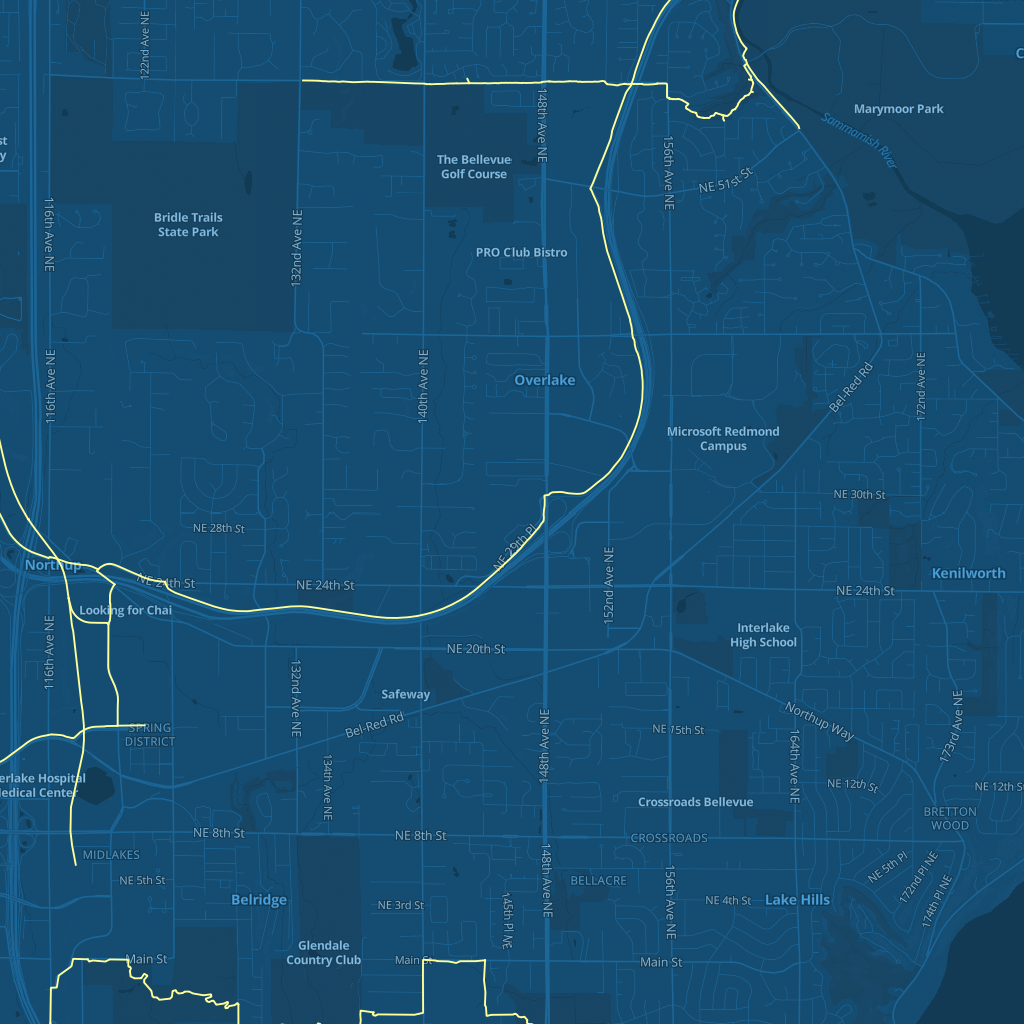 122nd Ave NE
Marymoor Park
Sammamish River
148th Ave NE
The Bellevue
Golf Course
156th Ave NE
NE 51st St
116th Ave NE
Bridle Trails
State Park
132nd Ave NE
PRO Club Bistro
116th Ave NE
140th Ave NE
Overlake
Bel-Red Rd
172nd Ave NE
Microsoft Redmond
Campus
NE 30th St
NE 28th St
NE 29th Pl
Northup
NE 24th St
NE 24th St
152nd Ave NE
Kenilworth
NE 24th St
Looking for Chai
116th Ave NE
Interlake
High School
NE 20th St
132nd Ave NE
Safeway
Bel-Red Rd
148th Ave NE
NE 15th St
Northup Way
173rd Ave NE
SPRING
DISTRICT
164th Ave NE
erlake Hospital
edical Center
134th Ave NE
NE 12th St
NE 12th St
Crossroads Bellevue
BRETTON
WOOD
NE 8th St
NE 8th St
CROSSROADS
MIDLAKES
NE 5th St
148th Ave NE
BELLACRE
156th Ave NE
NE 5th Pl
172nd Pl NE
174th Pl NE
Belridge
NE 3rd St
145th Pl NE
NE 4th St
Lake Hills
Glendale
Country Club
Main St
Main St
Main St